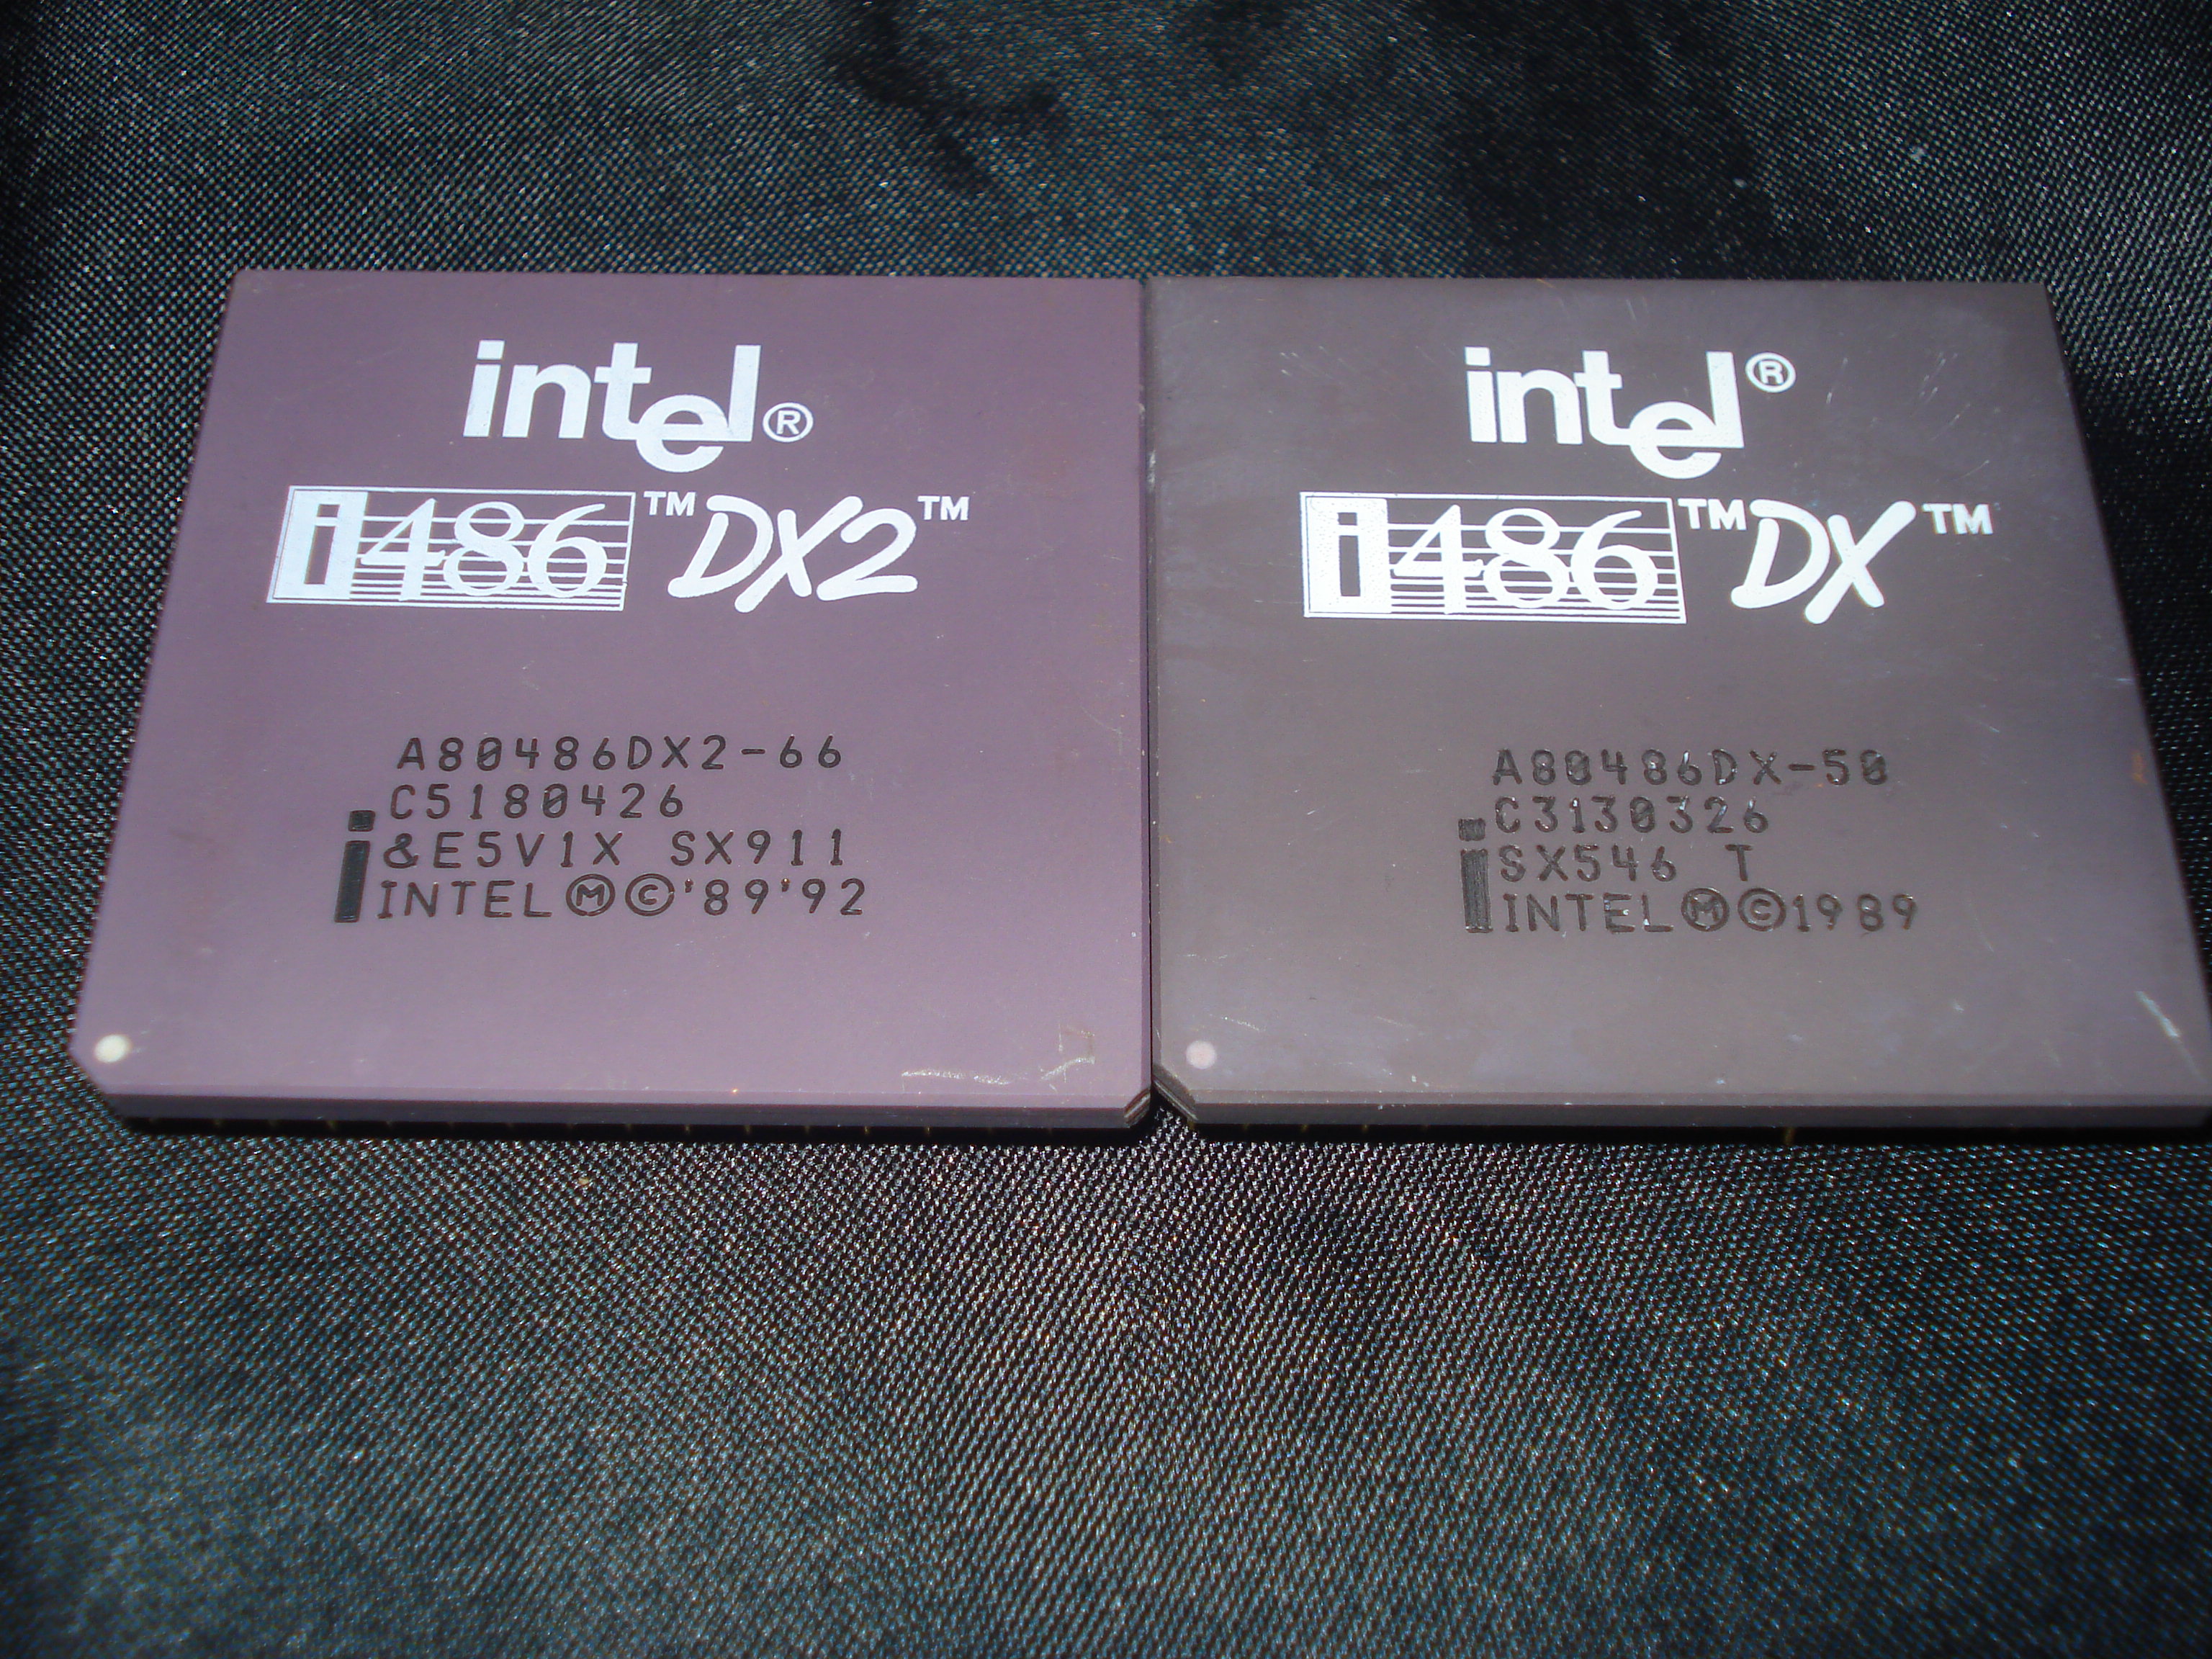 intel®
i486™ DX2™
A80486DX2-66
C5180426
&E5V1X SX911
INTEL Ⓜ©'89'92
intel®
i486™ DX™
A80486DX-50
C3130326
SX546 T
INTEL Ⓜ©1989